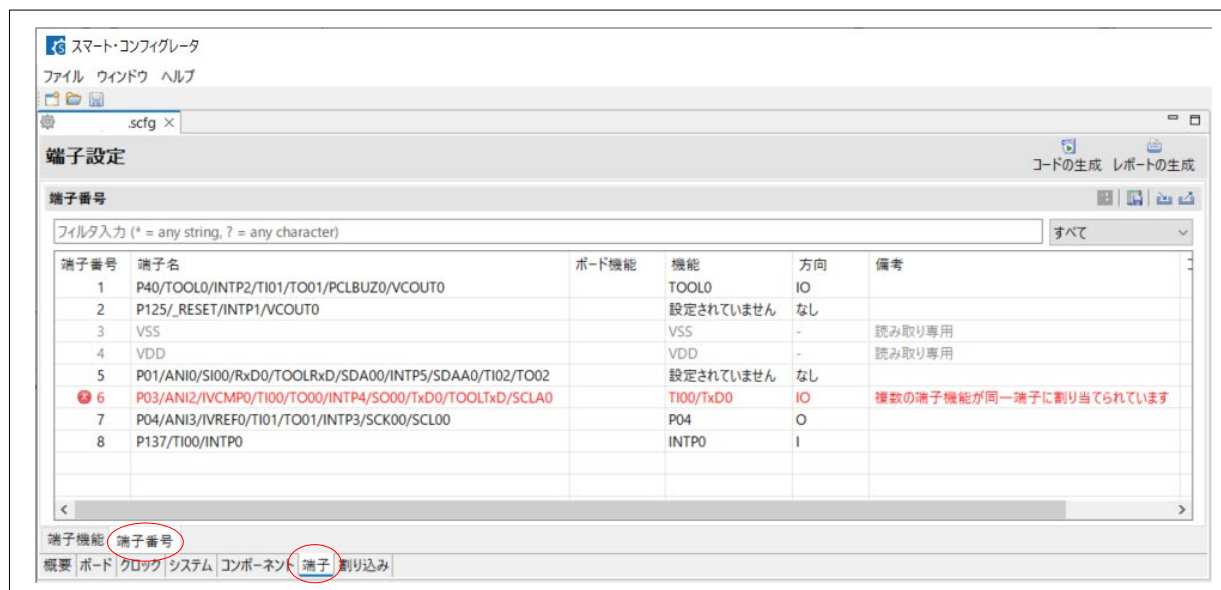 スマート・コンフィグレータ
ファイル ウィンドウ ヘルプ
.scfg ×
端子設定
コードの生成 レポートの生成
端子番号
フィルタ入力 (* = any string, ? = any character) すべて
端子番号 端子名 ボード機能 機能 方向 備考
1 P40/TOOL0/INTP2/TI01/TO01/PCLBUZ0/VCOUT0 TOOL0 IO
2 P125/_RESET/INTP1/VCOUT0 設定されていません なし
3 VSS VSS - 読み取り専用
4 VDD VDD - 読み取り専用
5 P01/ANI0/SI00/RxD0/TOOLRxD/SDA00/INTP5/SDAA0/TI02/TO02 設定されていません なし
6 P03/ANI2/IVCMP0/TI00/TO00/INTP4/SO00/TxD0/TOOLTxD/SCLA0 TI00/TxD0 IO 複数の端子機能が同一端子に割り当てられています
7 P04/ANI3/IVREF0/TI01/TO01/INTP3/SCK00/SCL00 P04 O
8 P137/TI00/INTP0 INTP0 I
端子機能 端子番号
概要 ボード クロック システム コンポーネント 端子 割り込み